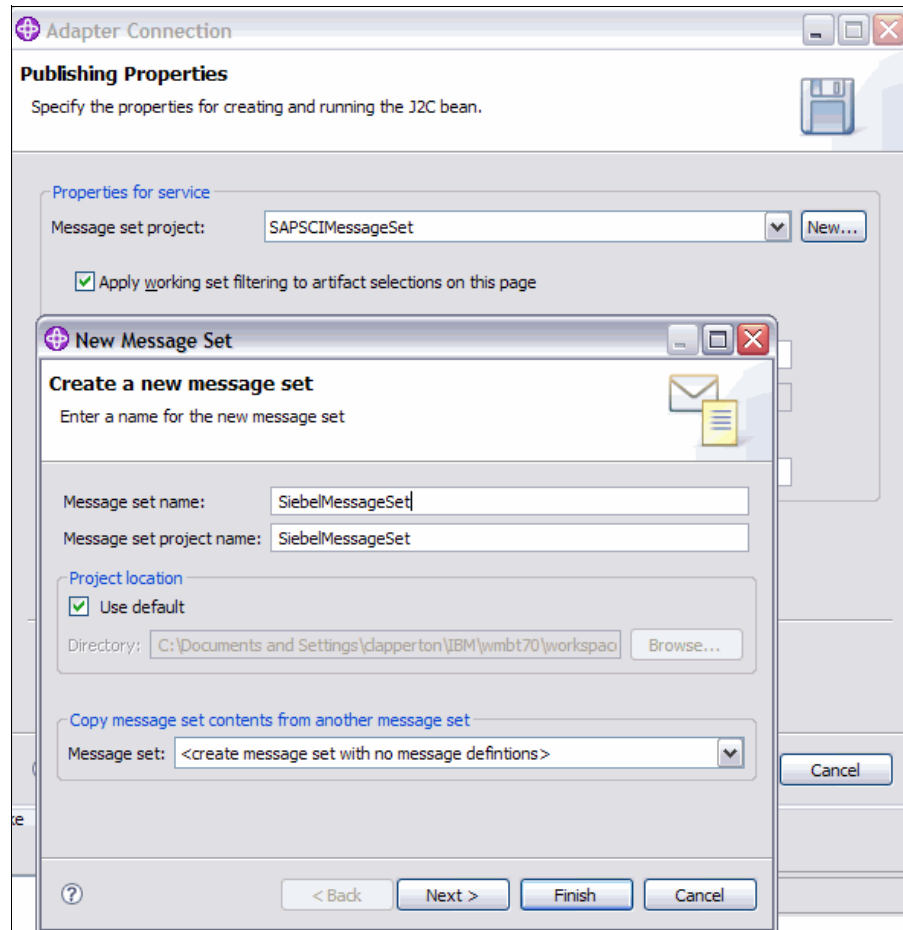 Adapter Connection
Publishing Properties
Specify the properties for creating and running the J2C bean.
Properties for service
Message set project: SAPSCIMessageSet New...
Apply working set filtering to artifact selections on this page
New Message Set
Create a new message set
Enter a name for the new message set
Message set name: SiebelMessageSet
Message set project name: SiebelMessageSet
Project location
Use default
Directory: C:\Documents and Settings\clapperton\IBM\wmbt70\workspac Browse...
Copy message set contents from another message set
Message set: <create message set with no message defintions>
Cancel
? < Back Next > Finish Cancel